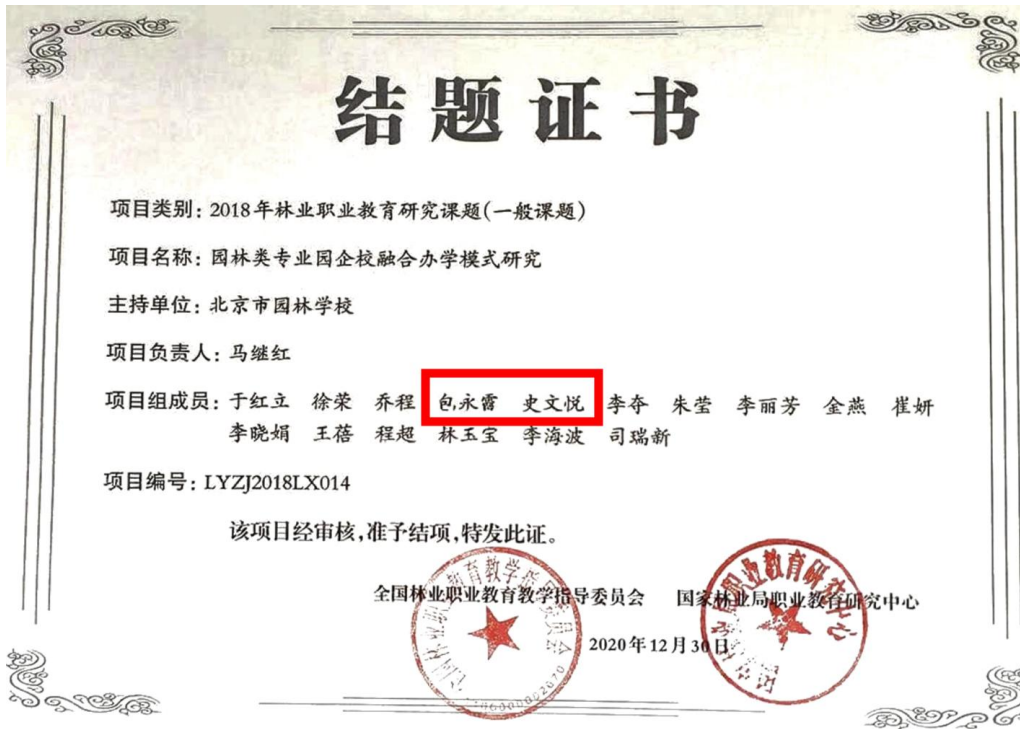 结题证书
项目类别：2018年林业职业教育研究课题(一般课题)
项目名称：园林类专业园企校融合办学模式研究
主持单位：北京市园林学校
项目负责人：马继红
项目组成员：于红立 徐荣 乔程 包永霄 史文悦 李夺 朱莹 李丽芳 金燕 崔妍
李晓娟 王蓓 程超 林玉宝 李海波 司瑞新
项目编号：LYZJ2018LX014
该项目经审核，准予结项，特发此证。
全国林业职业教育教学指导委员会 国家林业局职业教育研究中心
2020年12月30日